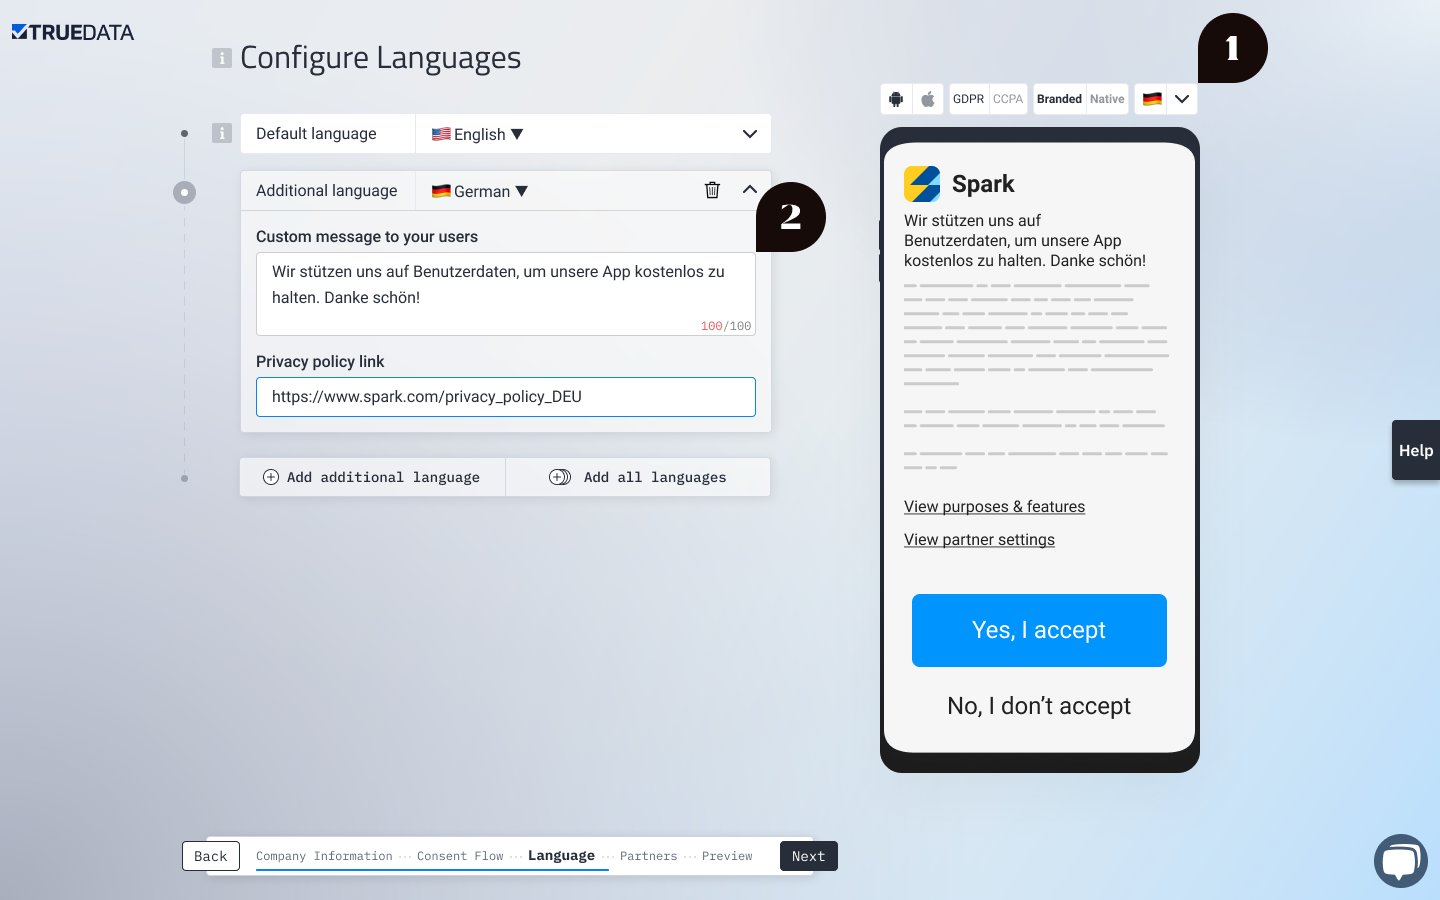 TRUEDATA
Configure Languages
1
GDPR CCPA Branded Native
Default language English
Additional language German
2
Custom message to your users
Wir stützen uns auf Benutzerdaten, um unsere App kostenlos zu
halten. Danke schön!
100/100
Privacy policy link
https://www.spark.com/privacy_policy_DEU
Add additional language Add all languages
Spark
Wir stützen uns auf
Benutzerdaten, um unsere App
kostenlos zu halten. Danke schön!
View purposes & features
View partner settings
Yes, I accept
No, I don’t accept
Help
Back Company Information ··· Consent Flow ··· Language ··· Partners ··· Preview Next